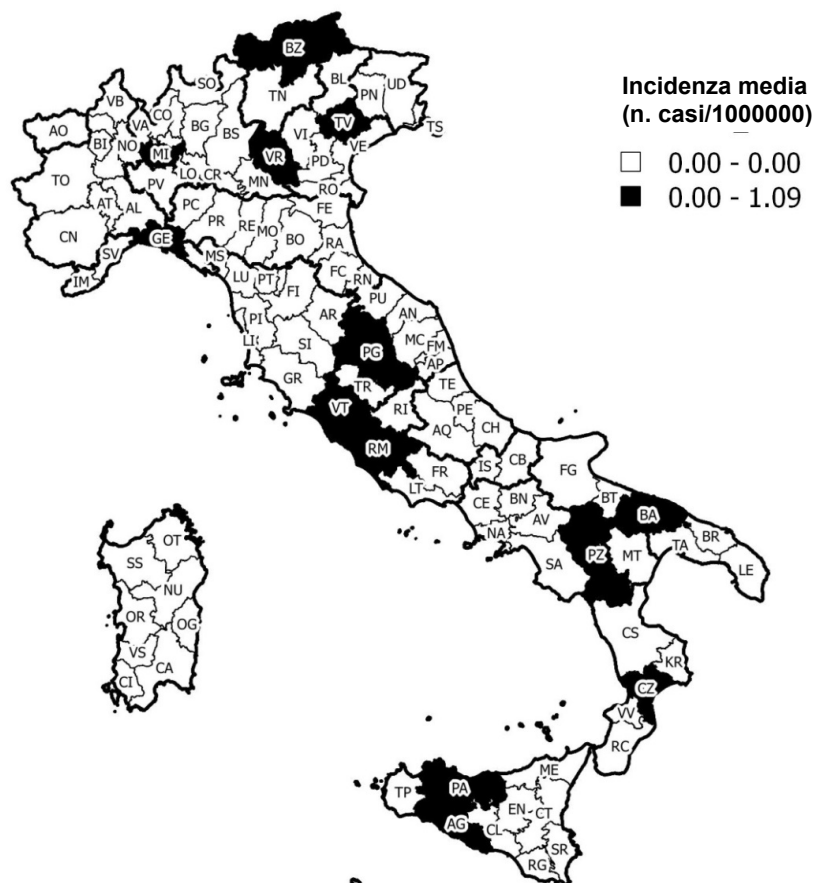 Incidenza media
(n. casi/1000000)
0.00 - 0.00
0.00 - 1.09
BZ
SO
BL
UD
VB
TN
PN
CO
AO
VA
BG
BS
TV
TS
BI
NO
VI
VE
MI
VR
PD
TO
LO
CR
MN
PV
RO
AT
AL
PC
FE
PR
RE
MO
CN
GE
BO
RA
SV
MS
FC
RN
IM
LU
PT
FI
PU
AR
AN
PI
MC
FM
LI
SI
PG
AP
GR
TR
TE
VT
RI
PE
AQ
CH
RM
CB
FR
IS
FG
LT
CE
BN
BT
AV
BA
NA
BR
OT
PZ
MT
TA
SS
SA
LE
NU
OR
OG
CS
VS
KR
CA
CI
CZ
VV
RC
ME
TP
PA
EN
CT
AG
CL
SR
RG